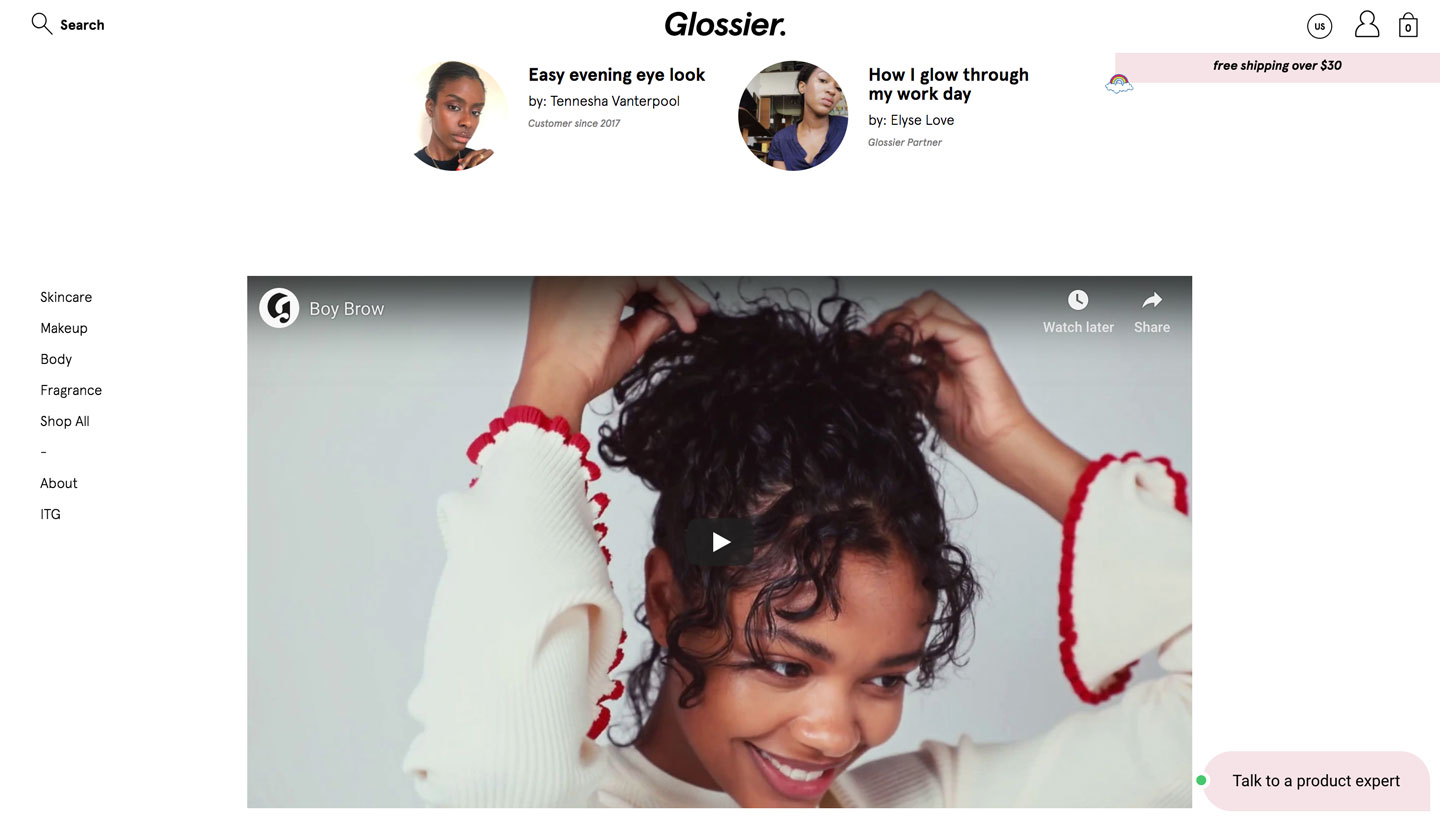 Search
Glossier.
US
0
free shipping over $30
Easy evening eye look
by: Tennesha Vanterpool
Customer since 2017
How I glow through
my work day
by: Elyse Love
Glossier Partner
Skincare
Makeup
Body
Fragrance
Shop All
-
About
ITG
Boy Brow
Watch later
Share
Talk to a product expert